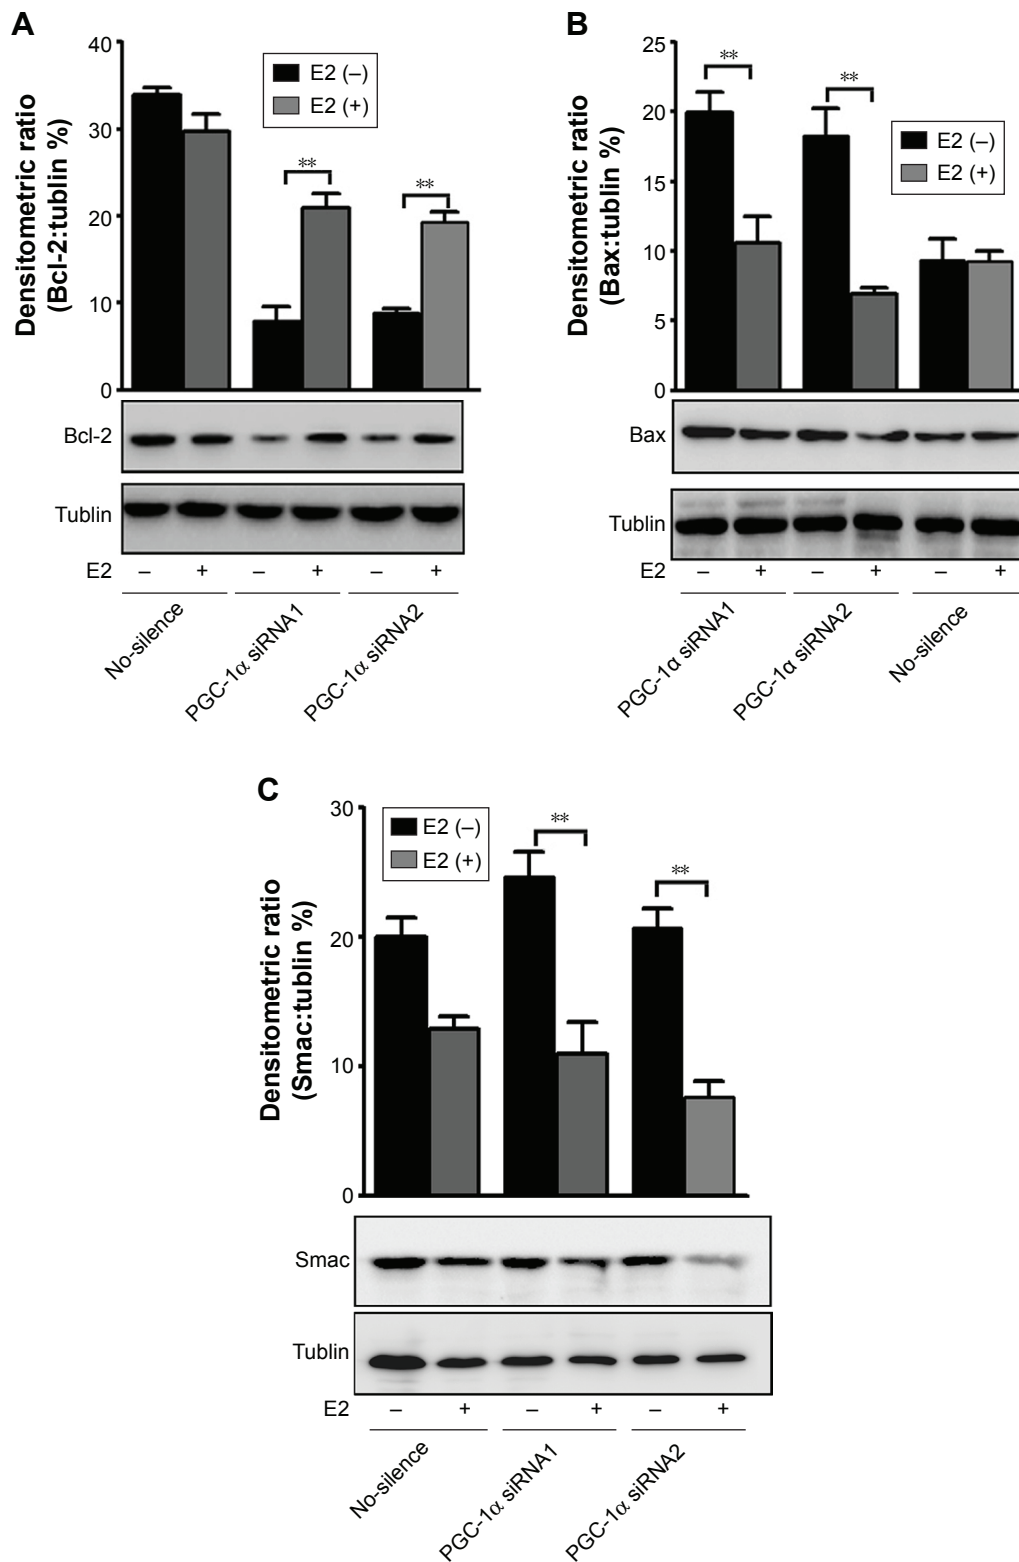 A
Densitometric ratio
(Bcl-2:tublin %)
40
30
20
10
0
E2 (–)
E2 (+)
**
**
Bcl-2
Tublin
E2 – + – + – +
No-silence
PGC-1α siRNA1
PGC-1α siRNA2
B
Densitometric ratio
(Bax:tublin %)
25
20
15
10
5
0
**
**
E2 (–)
E2 (+)
Bax
Tublin
E2 – + – + – +
PGC-1α siRNA1
PGC-1α siRNA2
No-silence
C
Densitometric ratio
(Smac:tublin %)
30
20
10
0
E2 (–)
E2 (+)
**
**
Smac
Tublin
E2 – + – + – +
No-silence
PGC-1α siRNA1
PGC-1α siRNA2